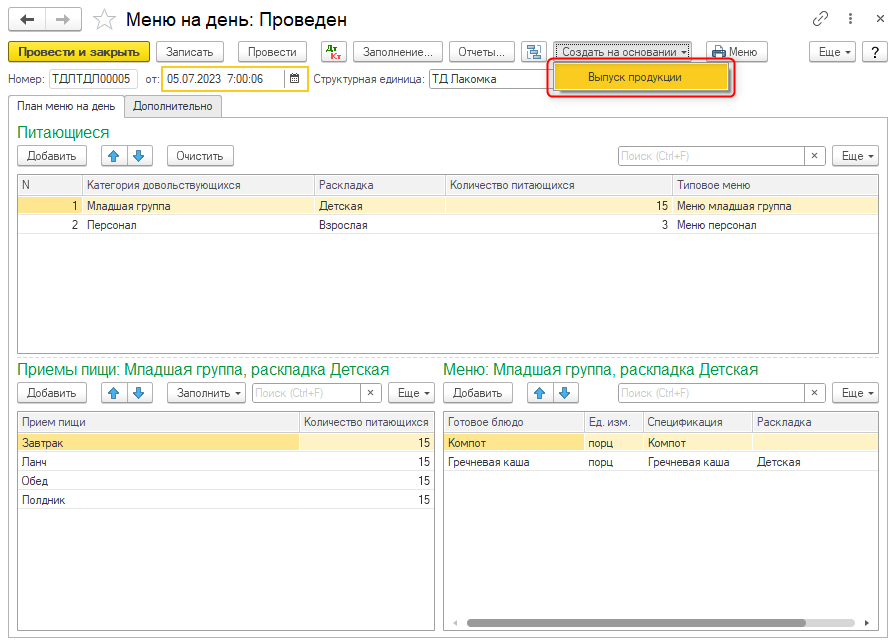 Меню на день: Проведен
Провести и закрыть Записать Провести Дт Кт Заполнение... Отчеты... Создать на основании Меню Еще ?
Номер: ТДЛТДЛ00005 от: 05.07.2023 7:00:06 Структурная единица: ТД Лакомка
Выпуск продукции
План меню на день Дополнительно
Питающиеся
Добавить Очистить Поиск (Ctrl+F) × Еще
N Категория довольствующихся Раскладка Количество питающихся Типовое меню
1 Младшая группа Детская 15 Меню младшая группа
2 Персонал Взрослая 3 Меню персонал
Приемы пищи: Младшая группа, раскладка Детская
Добавить Заполнить Поиск (Ctrl+F) × Еще
Прием пищи Количество питающихся
Завтрак 15
Ланч 15
Обед 15
Полдник 15
Меню: Младшая группа, раскладка Детская
Добавить Поиск (Ctrl+F) × Еще
Готовое блюдо Ед. изм. Спецификация Раскладка
Компот порц Компот
Гречневая каша порц Гречневая каша Детская